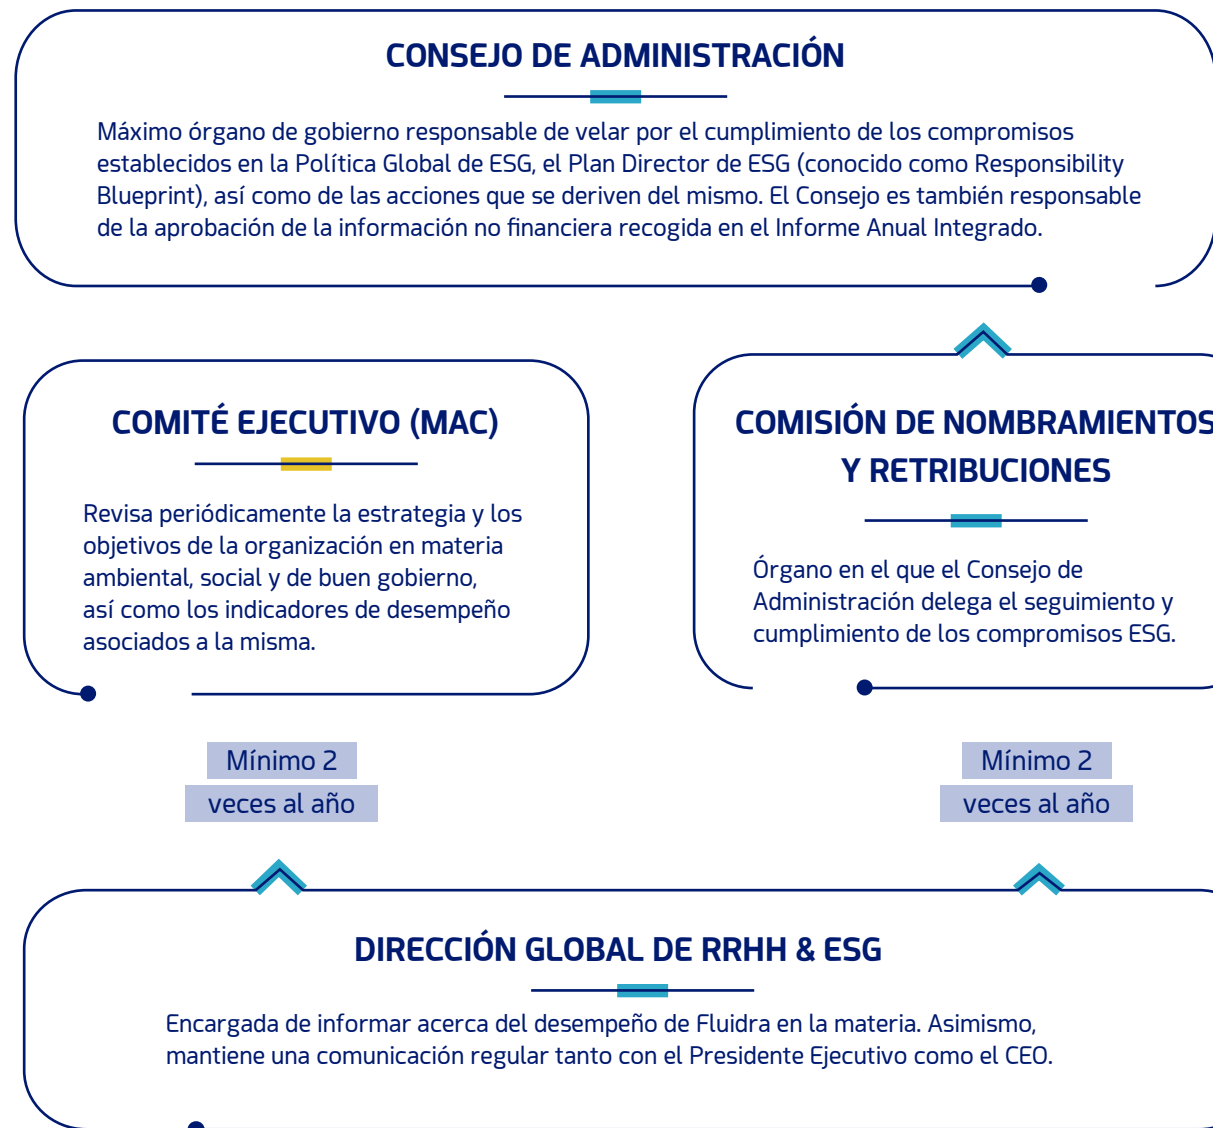 CONSEJO DE ADMINISTRACIÓN
Máximo órgano de gobierno responsable de velar por el cumplimiento de los compromisos
establecidos en la Política Global de ESG, el Plan Director de ESG (conocido como Responsibility
Blueprint), así como de las acciones que se deriven del mismo. El Consejo es también responsable
de la aprobación de la información no financiera recogida en el Informe Anual Integrado.
COMITÉ EJECUTIVO (MAC)
Revisa periódicamente la estrategia y los
objetivos de la organización en materia
ambiental, social y de buen gobierno,
así como los indicadores de desempeño
asociados a la misma.
COMISIÓN DE NOMBRAMIENTOS
Y RETRIBUCIONES
Órgano en el que el Consejo de
Administración delega el seguimiento y
cumplimiento de los compromisos ESG.
Mínimo 2
veces al año
Mínimo 2
veces al año
DIRECCIÓN GLOBAL DE RRHH & ESG
Encargada de informar acerca del desempeño de Fluidra en la materia. Asimismo,
mantiene una comunicación regular tanto con el Presidente Ejecutivo como el CEO.